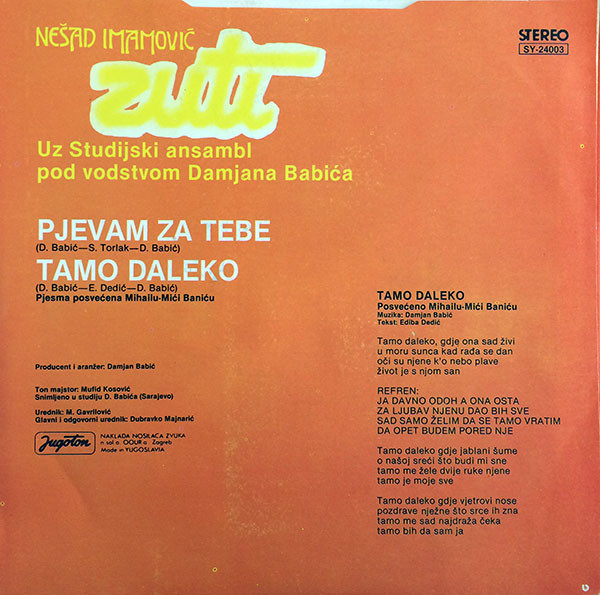 NEŠAD IMAMOVIĆ
zuti
STEREO
SY-24003
Uz Studijski ansambl
pod vodstvom Damjana Babića
PJEVAM ZA TEBE
(D. Babić—S. Torlak—D. Babić)
TAMO DALEKO
(D. Babić—E. Dedić—D. Babić)
Pjesma posvećena Mihailu-Mići Baniću
Producent i aranžer: Damjan Babić
Ton majstor: Mufid Kosović
Snimljeno u studiju D. Babića (Sarajevo)
Urednik: M. Gavrilović
Glavni i odgovorni urednik: Dubravko Majnarić
Jugoton
NAKLADA NOSILACA ZVUKA
n. sol. o. OOUR a Zagreb
Made in YUGOSLAVIA
TAMO DALEKO
Posvećeno Mihailu-Mići Baniću
Muzika: Damjan Babić
Tekst: Ediba Dedić
Tamo daleko, gdje ona sad živi
u moru sunca kad rađa se dan
oči su njene k'o nebo plave
život je s njom san
REFREN:
JA DAVNO ODOH A ONA OSTA
ZA LJUBAV NJENU DAO BIH SVE
SAD SAMO ŽELIM DA SE TAMO VRATIM
DA OPET BUDEM PORED NJE
Tamo daleko gdje jablani šume
o našoj sreći što budi mi sne
tamo me žele dvije ruke njene
tamo je moje sve
Tamo daleko gdje vjetrovi nose
pozdrave nježne što srce ih zna
tamo me sad najdraža čeka
tamo bih da sam ja